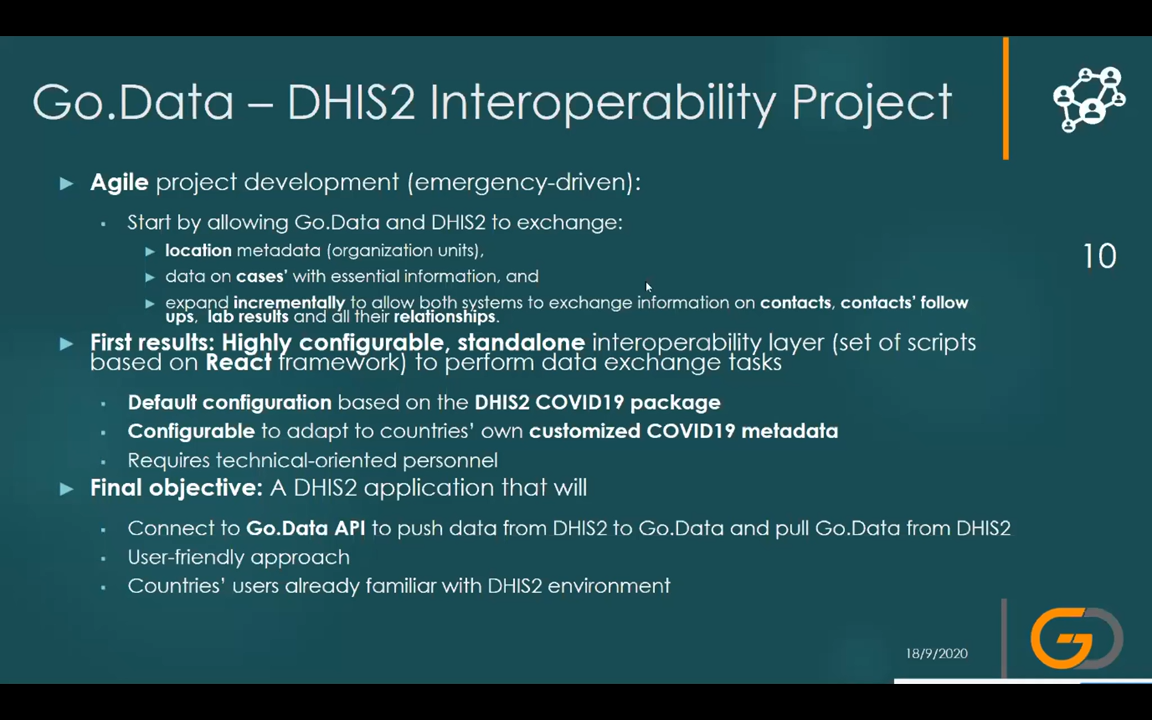 Go.Data – DHIS2 Interoperability Project
Agile project development (emergency-driven):
Start by allowing Go.Data and DHIS2 to exchange:
location metadata (organization units),
data on cases' with essential information, and
expand incrementally to allow both systems to exchange information on contacts, contacts' follow
ups, lab results and all their relationships.
10
First results: Highly configurable, standalone interoperability layer (set of scripts
based on React framework) to perform data exchange tasks
Default configuration based on the DHIS2 COVID19 package
Configurable to adapt to countries' own customized COVID19 metadata
Requires technical-oriented personnel
Final objective: A DHIS2 application that will
Connect to Go.Data API to push data from DHIS2 to Go.Data and pull Go.Data from DHIS2
User-friendly approach
Countries' users already familiar with DHIS2 environment
18/9/2020